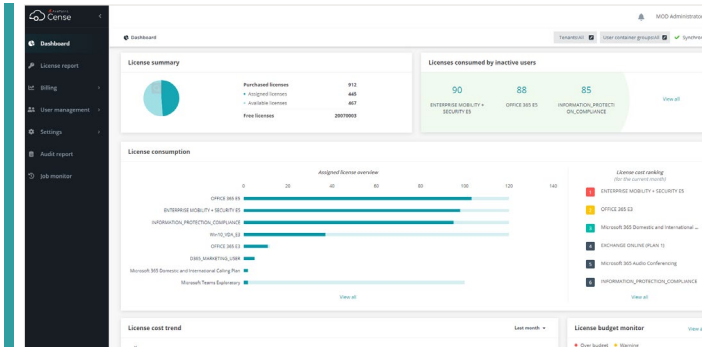 Cense
MOD Administrator
Dashboard
Dashboard
Tenants:All
User container groups:All
Synchron
License report
Billing
User management
Settings
Audit report
Job monitor
License summary
Purchased licenses 912
Assigned licenses 445
Available licenses 467
Free licenses 20070003
Licenses consumed by inactive users
90 88 85
ENTERPRISE MOBILITY + SECURITY E5
OFFICE 365 E5
INFORMATION_PROTECTI
ON_COMPLIANCE
View all
License consumption
Assigned license overview
0 20 40 60 80 100 120 140
OFFICE 365 E5
ENTERPRISE MOBILITY + SECURITY E5
INFORMATION_PROTECTION_COMPLIANCE
Win10_VDA_E3
OFFICE 365 E3
D365_MARKETING_USER
Microsoft 365 Domestic and International Calling Plan
Microsoft Teams Exploratory
View all
License cost ranking
(for the current month)
1 ENTERPRISE MOBILITY + SECURITY E5
2 OFFICE 365 E3
3 Microsoft 365 Domestic and International ...
4 EXCHANGE ONLINE (PLAN 1)
5 Microsoft 365 Audio Conferencing
6 INFORMATION_PROTECTION_COMPLIANCE
View all
License cost trend
Last month
License budget monitor
View a
Over budget Warning